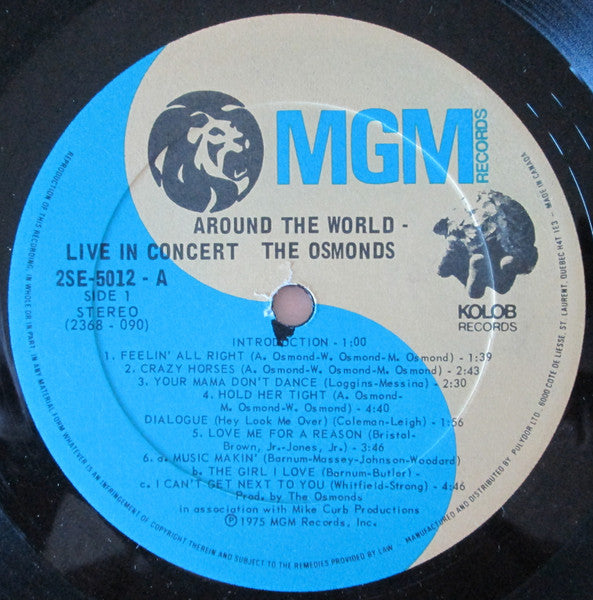 MGM
RECORDS
AROUND THE WORLD -
LIVE IN CONCERT THE OSMONDS
2SE-5012 - A
SIDE 1
STEREO
(2368 - 090)
KOLOB
RECORDS
INTRODUCTION - 1:00
1. FEELIN' ALL RIGHT (A. Osmond-W. Osmond-M. Osmond) - 1:39
2. CRAZY HORSES (A. Osmond-W. Osmond-M. Osmond) - 2:43
3. YOUR MAMA DON'T DANCE (Loggins-Messina) - 2:30
4. HOLD HER TIGHT (A. Osmond-
M. Osmond-W. Osmond) - 4:40
DIALOGUE (Hey Look Me Over) (Coleman-Leigh) - 1:56
5. LOVE ME FOR A REASON (Bristol-
Brown, Jr.-Jones, Jr.) - 3:46
6. a. MUSIC MAKIN' (Barnum-Massey-Johnson-Woodard)
b. THE GIRL I LOVE (Barnum-Butler) -
c. I CAN'T GET NEXT TO YOU (Whitfield-Strong) - 4:46
Prod. by The Osmonds
in association with Mike Curb Productions
℗ 1975 MGM Records, Inc.
REPRODUCTION OF THIS RECORDING, IN WHOLE OR IN PART IN ANY MATERIAL FORM WHATEVER IS AN INFRINGEMENT OF COPYRIGHT THEREIN AND SUBJECT TO THE REMEDIES PROVIDED BY LAW
MANUFACTURED AND DISTRIBUTED BY POLYDOR LTD. 6000 COTE DE LIESSE, ST. LAURENT, QUEBEC H4T 1E3 - MADE IN CANADA